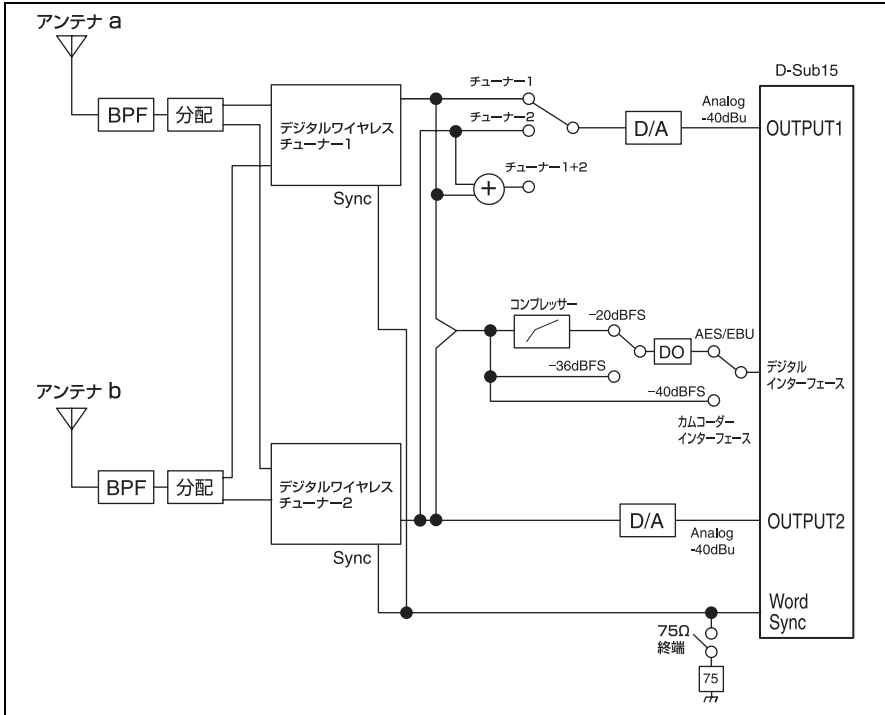 アンテナ a
BPF
分配
デジタルワイヤレス
チューナー1
Sync
チューナー1
チューナー2
チューナー1+2
+
D/A
Analog
-40dBu
D-Sub15
OUTPUT1
コンプレッサー
-20dBFS
-36dBFS
-40dBFS
DO
AES/EBU
カムコーダー
インターフェース
デジタル
インターフェース
アンテナ b
BPF
分配
デジタルワイヤレス
チューナー2
Sync
D/A
Analog
-40dBu
OUTPUT2
Word
Sync
75Ω
終端
75